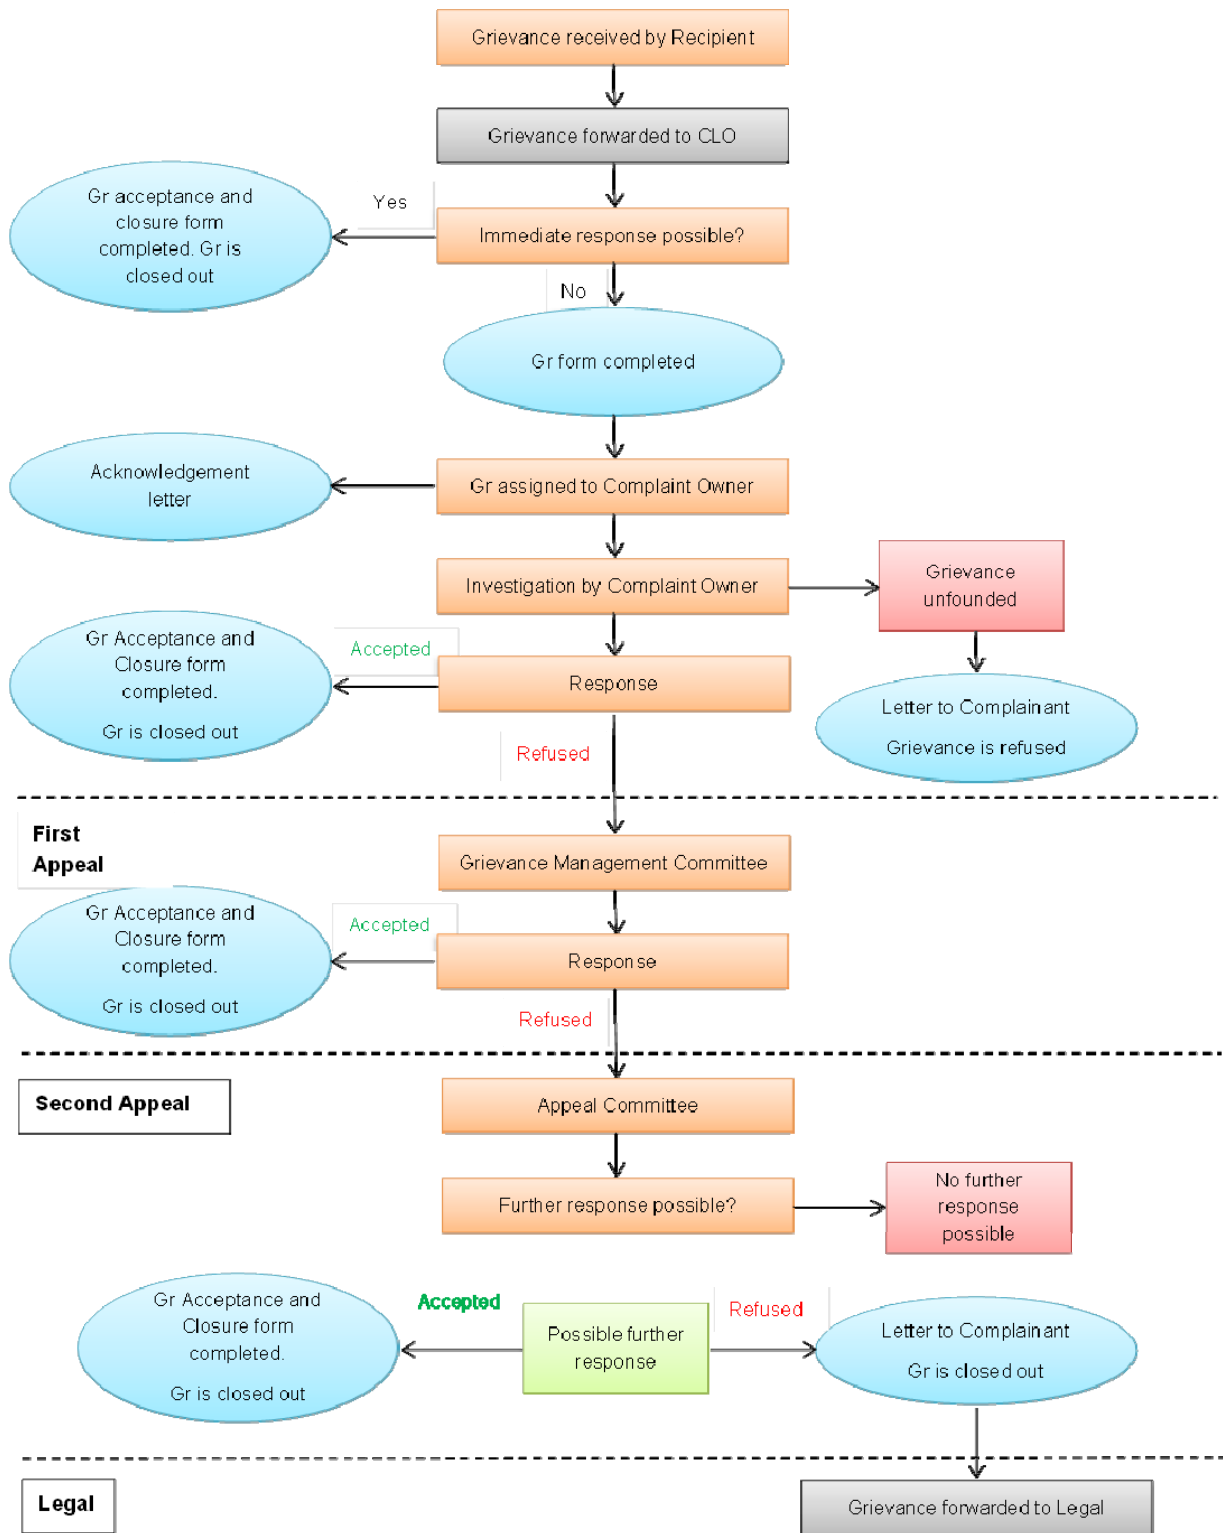 Grievance received by Recipient
Grievance forwarded to CLO
Gr acceptance and
closure form
completed. Gr is
closed out
Yes
Immediate response possible?
No
Gr form completed
Acknowledgement
letter
Gr assigned to Complaint Owner
Investigation by Complaint Owner
Grievance
unfounded
Gr Acceptance and
Closure form
completed.
Gr is closed out
Accepted
Response
Letter to Complainant
Grievance is refused
Refused
First
Appeal
Grievance Management Committee
Gr Acceptance and
Closure form
completed.
Gr is closed out
Accepted
Response
Refused
Second Appeal
Appeal Committee
Further response possible?
No further
response
possible
Gr Acceptance and
Closure form
completed.
Gr is closed out
Accepted
Possible further
response
Refused
Letter to Complainant
Gr is closed out
Legal
Grievance forwarded to Legal